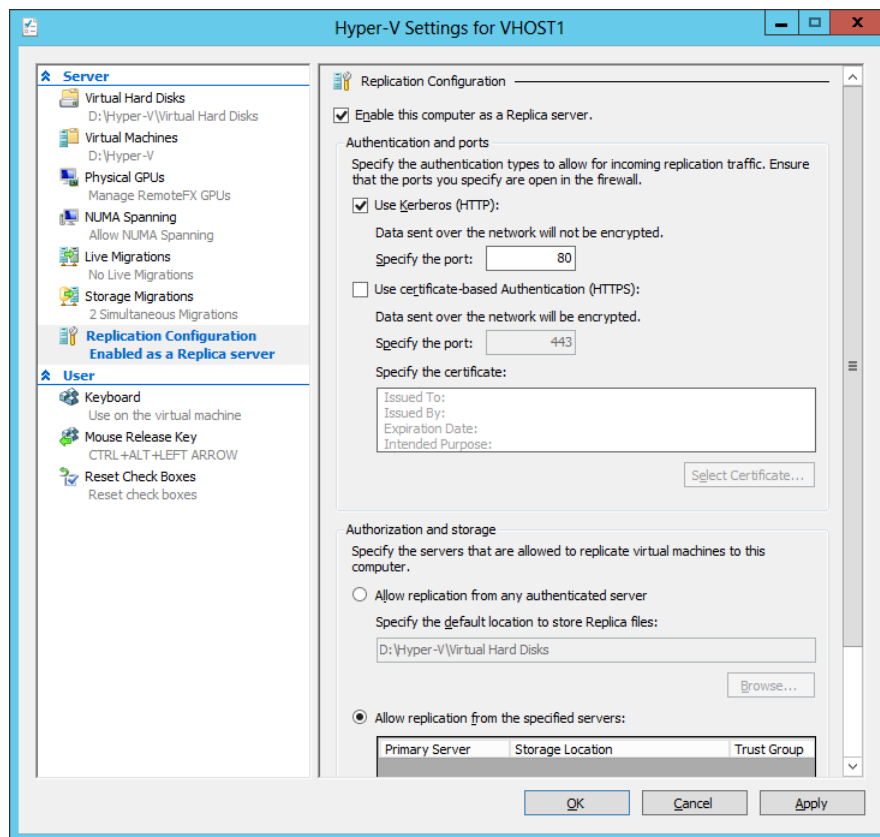 Hyper-V Settings for VHOST1
Server
Virtual Hard Disks
D:\Hyper-V\Virtual Hard Disks
Virtual Machines
D:\Hyper-V
Physical GPUs
Manage RemoteFX GPUs
NUMA Spanning
Allow NUMA Spanning
Live Migrations
No Live Migrations
Storage Migrations
2 Simultaneous Migrations
Replication Configuration
Enabled as a Replica server
User
Keyboard
Use on the virtual machine
Mouse Release Key
CTRL+ALT+LEFT ARROW
Reset Check Boxes
Reset check boxes
Replication Configuration
Enable this computer as a Replica server.
Authentication and ports
Specify the authentication types to allow for incoming replication traffic. Ensure
that the ports you specify are open in the firewall.
Use Kerberos (HTTP):
Data sent over the network will not be encrypted.
Specify the port: 80
Use certificate-based Authentication (HTTPS):
Data sent over the network will be encrypted.
Specify the port: 443
Specify the certificate:
Issued To:
Issued By:
Expiration Date:
Intended Purpose:
Select Certificate...
Authorization and storage
Specify the servers that are allowed to replicate virtual machines to this
computer.
Allow replication from any authenticated server
Specify the default location to store Replica files:
D:\Hyper-V\Virtual Hard Disks
Browse...
Allow replication from the specified servers:
Primary Server Storage Location Trust Group
OK Cancel Apply